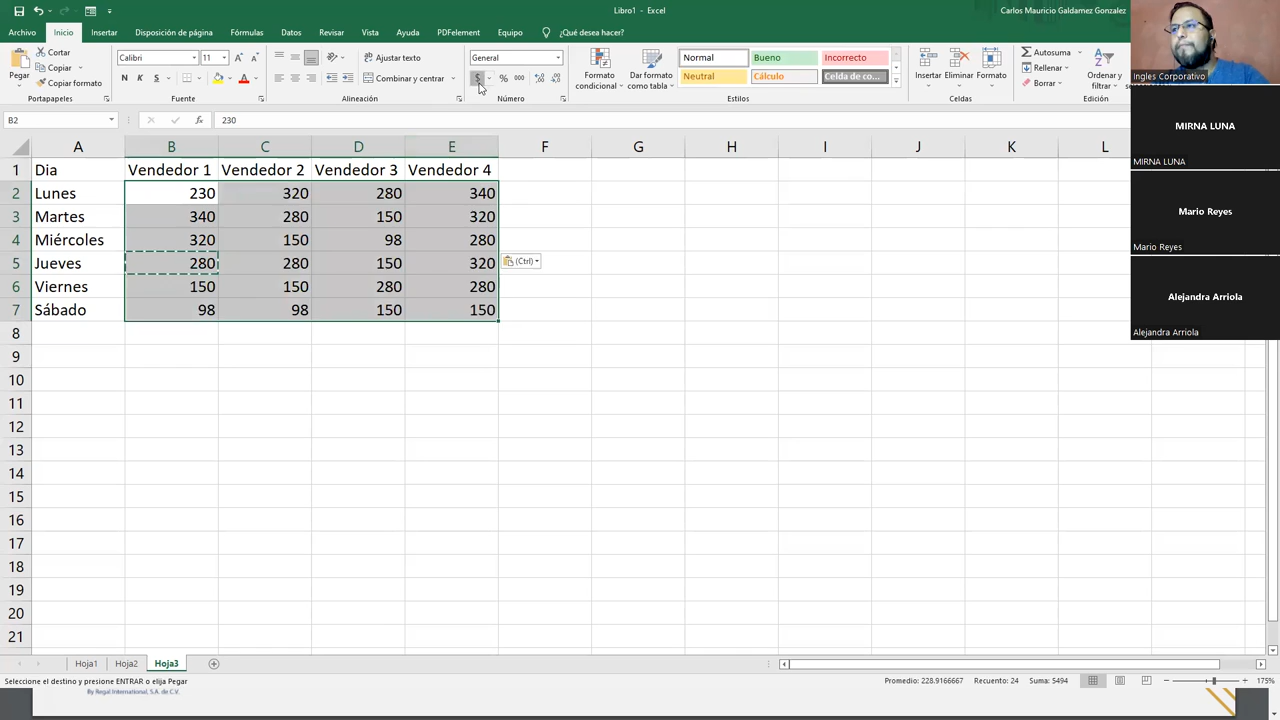 Libro1 - Excel
Carlos Mauricio Galdamez Gonzalez
Archivo Inicio Insertar Disposición de página Fórmulas Datos Revisar Vista Ayuda PDFelement Equipo ¿Qué desea hacer?
Pegar
Cortar
Copiar
Copiar formato
Portapapeles
Calibri 11
N K S
Fuente
Ajustar texto
Combinar y centrar
Alineación
General
$ % 000
Número
Formato condicional
Dar formato como tabla
Normal Bueno Incorrecto
Neutral Cálculo Celda de co...
Estilos
Insertar Eliminar Formato
Celdas
Autosuma
Rellenar
Borrar
Ordenar y
filtrar
Edición
Ingles Corporativo
B2 fx 230
A B C D E F G H I J K L
1 Dia Vendedor 1 Vendedor 2 Vendedor 3 Vendedor 4
2 Lunes 230 320 280 340
3 Martes 340 280 150 320
4 Miércoles 320 150 98 280
5 Jueves 280 280 150 320
6 Viernes 150 150 280 280
7 Sábado 98 98 150 150
8
9
10
11
12
13
14
15
16
17
18
19
20
21
(Ctrl)
MIRNA LUNA
MIRNA LUNA
Mario Reyes
Mario Reyes
Alejandra Arriola
Alejandra Arriola
Hoja1 Hoja2 Hoja3
Seleccione el destino y presione ENTRAR o elija Pegar Promedio: 228.9166667 Recuento: 24 Suma: 5494 175%
By Regal International, S.A. de C.V.